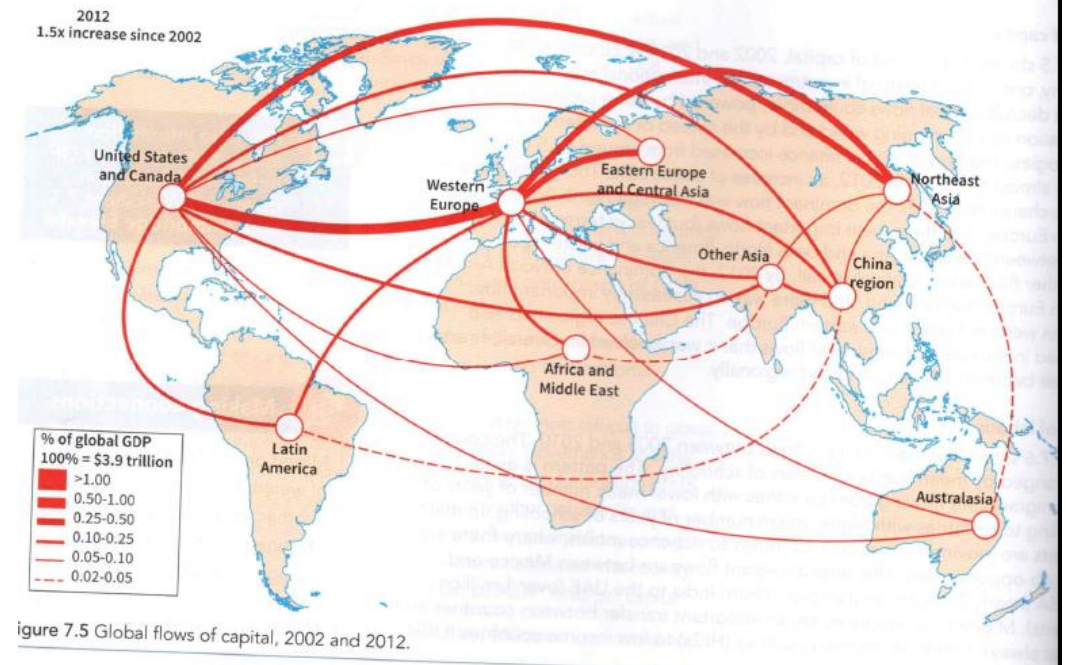 2012
1.5x increase since 2002
United States
and Canada
Western
Europe
Eastern Europe
and Central Asia
Northeast
Asia
Other Asia
China
region
Africa and
Middle East
Latin
America
Australasia
% of global GDP
100% = $3.9 trillion
>1.00
0.50-1.00
0.25-0.50
0.10-0.25
0.05-0.10
0.02-0.05
igure 7.5 Global flows of capital, 2002 and 2012.